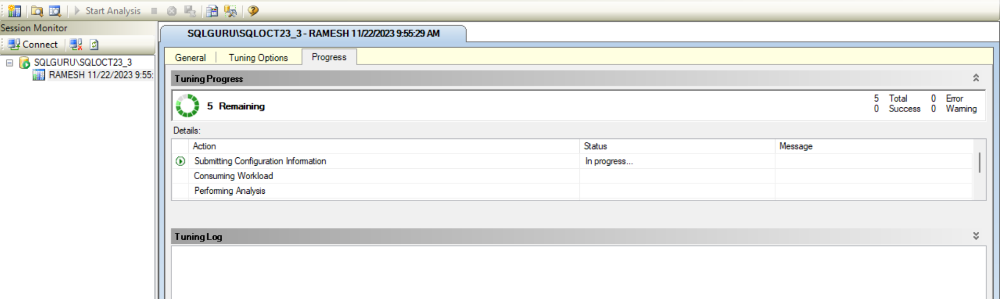 Start Analysis
Session Monitor
Connect
SQLGURU\SQLOCT23_3
RAMESH 11/22/2023 9:55:
SQLGURU\SQLOCT23_3 - RAMESH 11/22/2023 9:55:29 AM
General Tuning Options Progress
Tuning Progress
5 Remaining
5 Total 0 Error
0 Success 0 Warning
Details:
Action Status Message
Submitting Configuration Information In progress...
Consuming Workload
Performing Analysis
Tuning Log